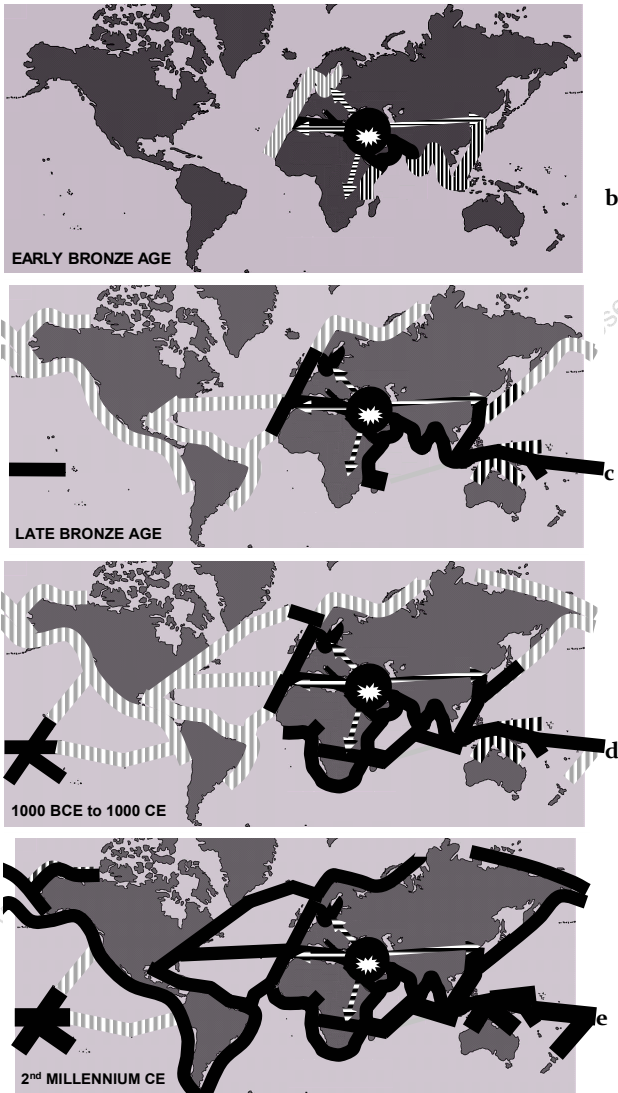 b
EARLY BRONZE AGE
c
LATE BRONZE AGE
d
1000 BCE to 1000 CE
e
2nd MILLENNIUM CE